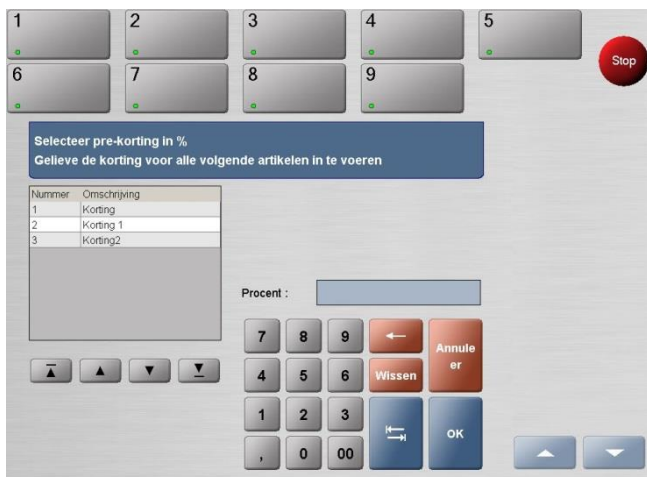 1 2 3 4 5
Stop
6 7 8 9
Selecteer pre-korting in %
Gelieve de korting voor alle volgende artikelen in te voeren
Nummer Omschrijving
1 Korting
2 Korting 1
3 Korting2
Procent :
7 8 9
Annule
er
4 5 6 Wissen
1 2 3
OK
, 0 00